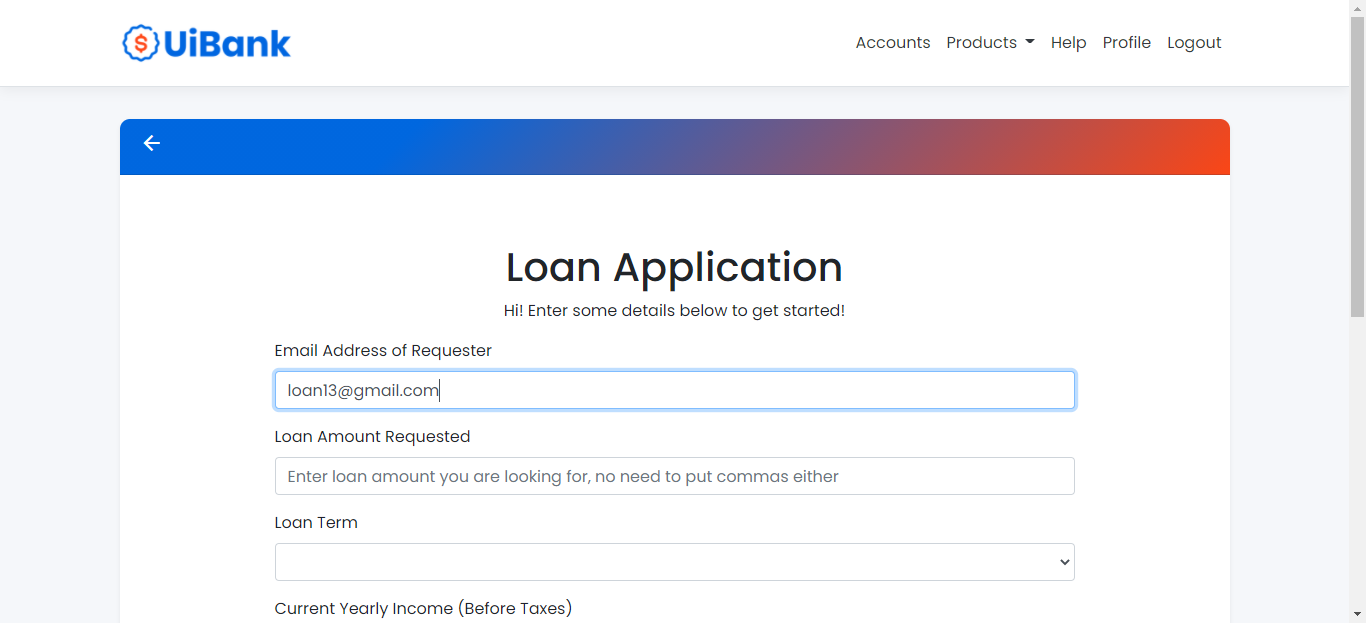 $ UiBank
Accounts Products Help Profile Logout
Loan Application
Hi! Enter some details below to get started!
Email Address of Requester
loan13@gmail.com
Loan Amount Requested
Enter loan amount you are looking for, no need to put commas either
Loan Term
Current Yearly Income (Before Taxes)